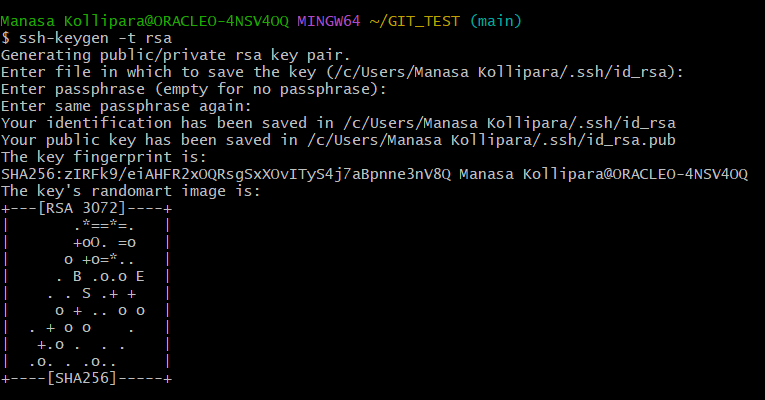 Manasa Kollipara@ORACLEO-4NSV4OQ MINGW64 ~/GIT_TEST (main)
$ ssh-keygen -t rsa
Generating public/private rsa key pair.
Enter file in which to save the key (/c/Users/Manasa Kollipara/.ssh/id_rsa):
Enter passphrase (empty for no passphrase):
Enter same passphrase again:
Your identification has been saved in /c/Users/Manasa Kollipara/.ssh/id_rsa
Your public key has been saved in /c/Users/Manasa Kollipara/.ssh/id_rsa.pub
The key fingerprint is:
SHA256:zIRFk9/eiAHFR2xOQRsgSxXOvITyS4j7aBpnne3nV8Q Manasa Kollipara@ORACLEO-4NSV4OQ
The key's randomart image is:
+---[RSA 3072]----+
|       .*==*=.   |
|       +oO. =o   |
|      o +o=*..   |
|     . B .o.o E  |
|    . . S .+ +   |
|     o + .. o o  |
|  . + o o    .   |
|   +.o .  . .    |
|  .o. . .o..     |
+----[SHA256]-----+